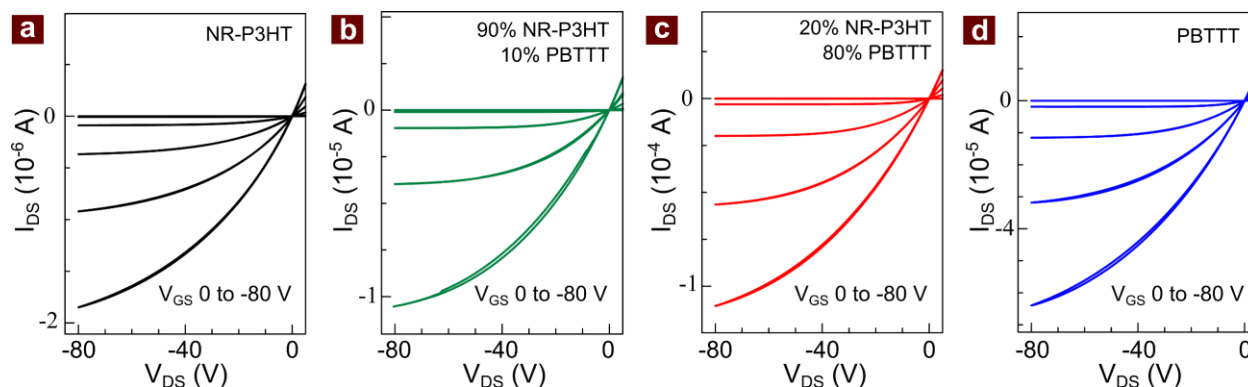 a
NR-P3HT
0
-1
-2
I_DS (10^-6 A)
V_GS 0 to -80 V
-80
-40
0
V_DS (V)
b
90% NR-P3HT
10% PBTTT
0
-1
I_DS (10^-5 A)
V_GS 0 to -80 V
-80
-40
0
V_DS (V)
c
20% NR-P3HT
80% PBTTT
0
-1
I_DS (10^-4 A)
V_GS 0 to -80 V
-80
-40
0
V_DS (V)
d
PBTTT
0
-4
I_DS (10^-5 A)
V_GS 0 to -80 V
-80
-40
0
V_DS (V)